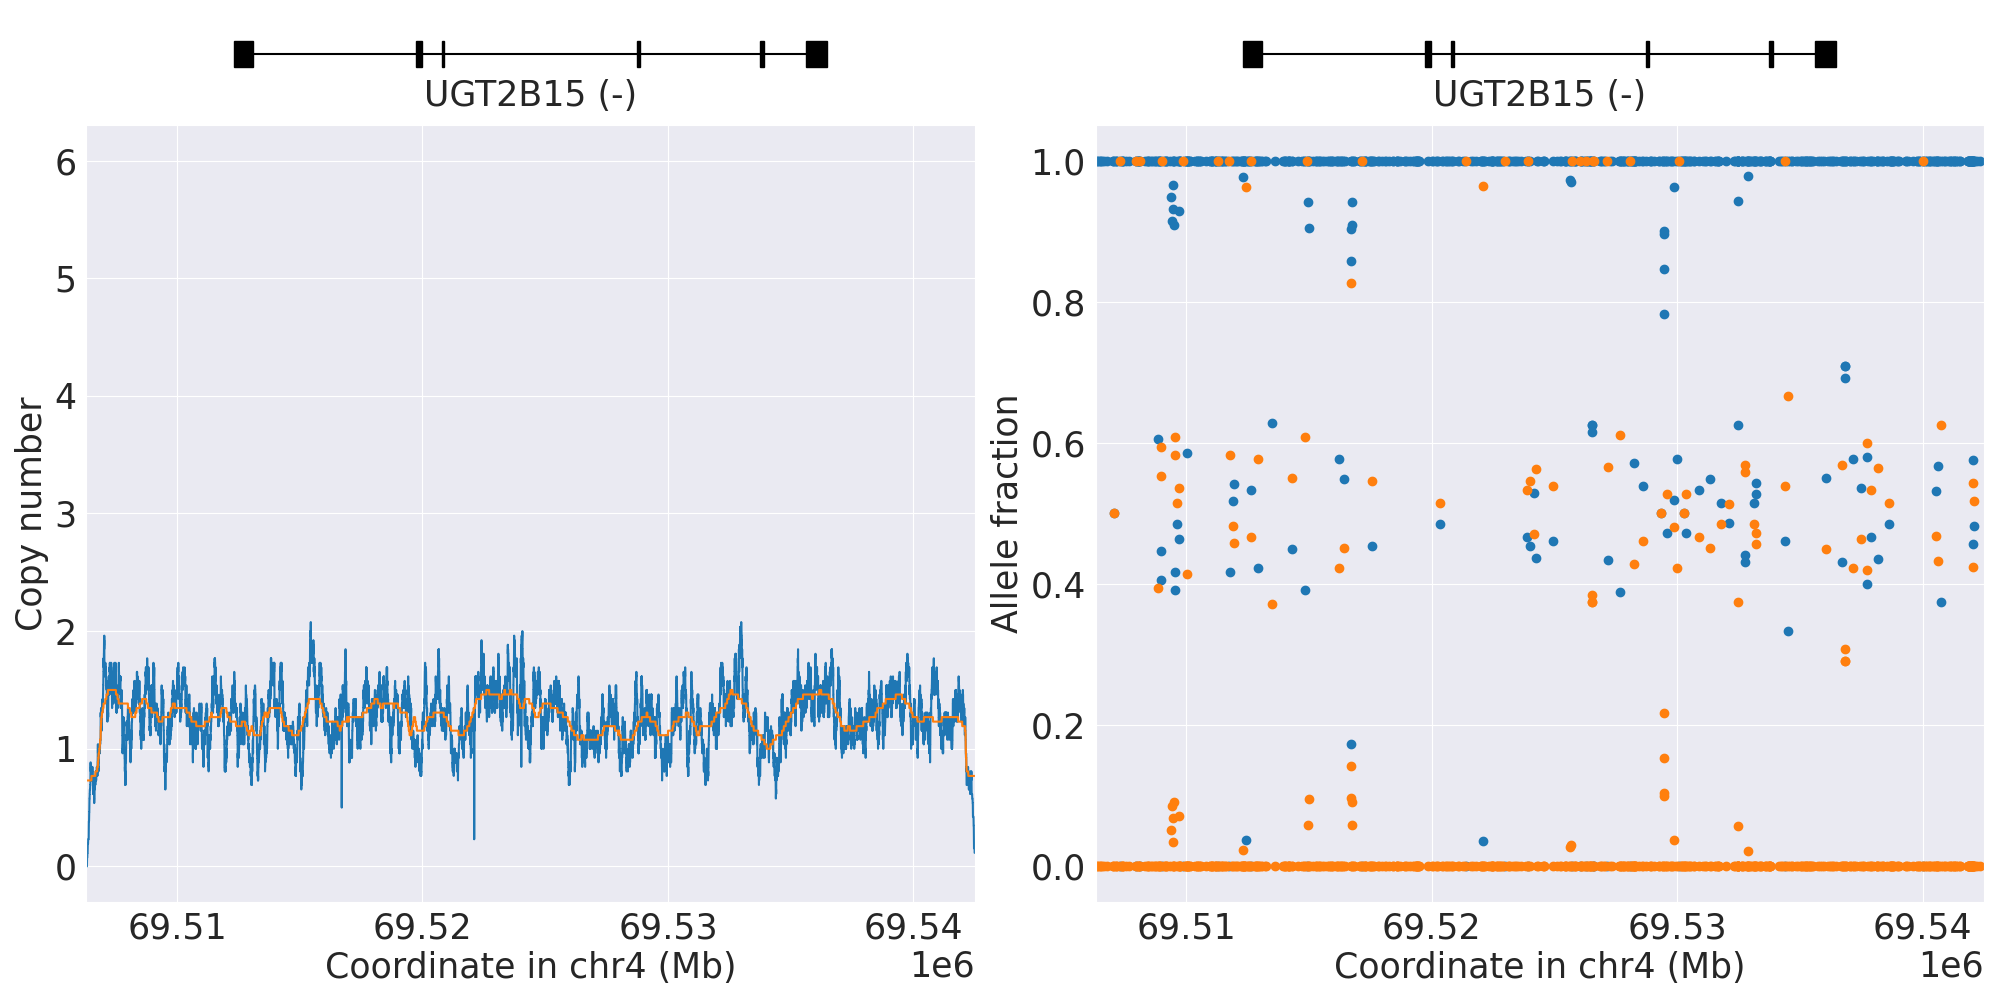 UGT2B15 (-)
6
5
4
3
2
1
0
Copy number
69.51 69.52 69.53 69.54
Coordinate in chr4 (Mb)
1e6
UGT2B15 (-)
1.0
0.8
0.6
0.4
0.2
0.0
Allele fraction
69.51 69.52 69.53 69.54
Coordinate in chr4 (Mb)
1e6